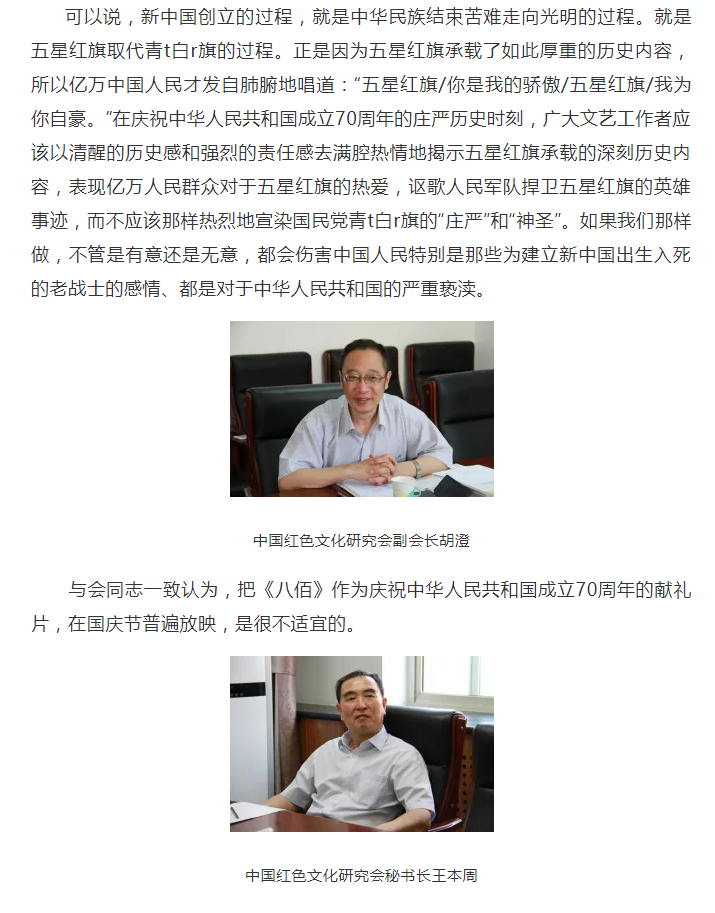 可以说，新中国创立的过程，就是中华民族结束苦难走向光明的过程。就是
五星红旗取代青t白r旗的过程。正是因为五星红旗承载了如此厚重的历史内容，
所以亿万中国人民才发自肺腑地唱道：“五星红旗/你是我的骄傲/五星红旗/我为
你自豪。”在庆祝中华人民共和国成立70周年的庄严历史时刻，广大文艺工作者应
该以清醒的历史感和强烈的责任感去满腔热情地揭示五星红旗承载的深刻历史内
容，表现亿万人民群众对于五星红旗的热爱，讴歌人民军队捍卫五星红旗的英雄
事迹，而不应该那样热烈地宣染国民党青t白r旗的“庄严”和“神圣”。如果我们那样
做，不管是有意还是无意，都会伤害中国人民特别是那些为建立新中国出生入死
的老战士的感情、都是对于中华人民共和国的严重亵渎。
中国红色文化研究会副会长胡澄
与会同志一致认为，把《八佰》作为庆祝中华人民共和国成立70周年的献礼
片，在国庆节普遍放映，是很不适宜的。
中国红色文化研究会秘书长王本周